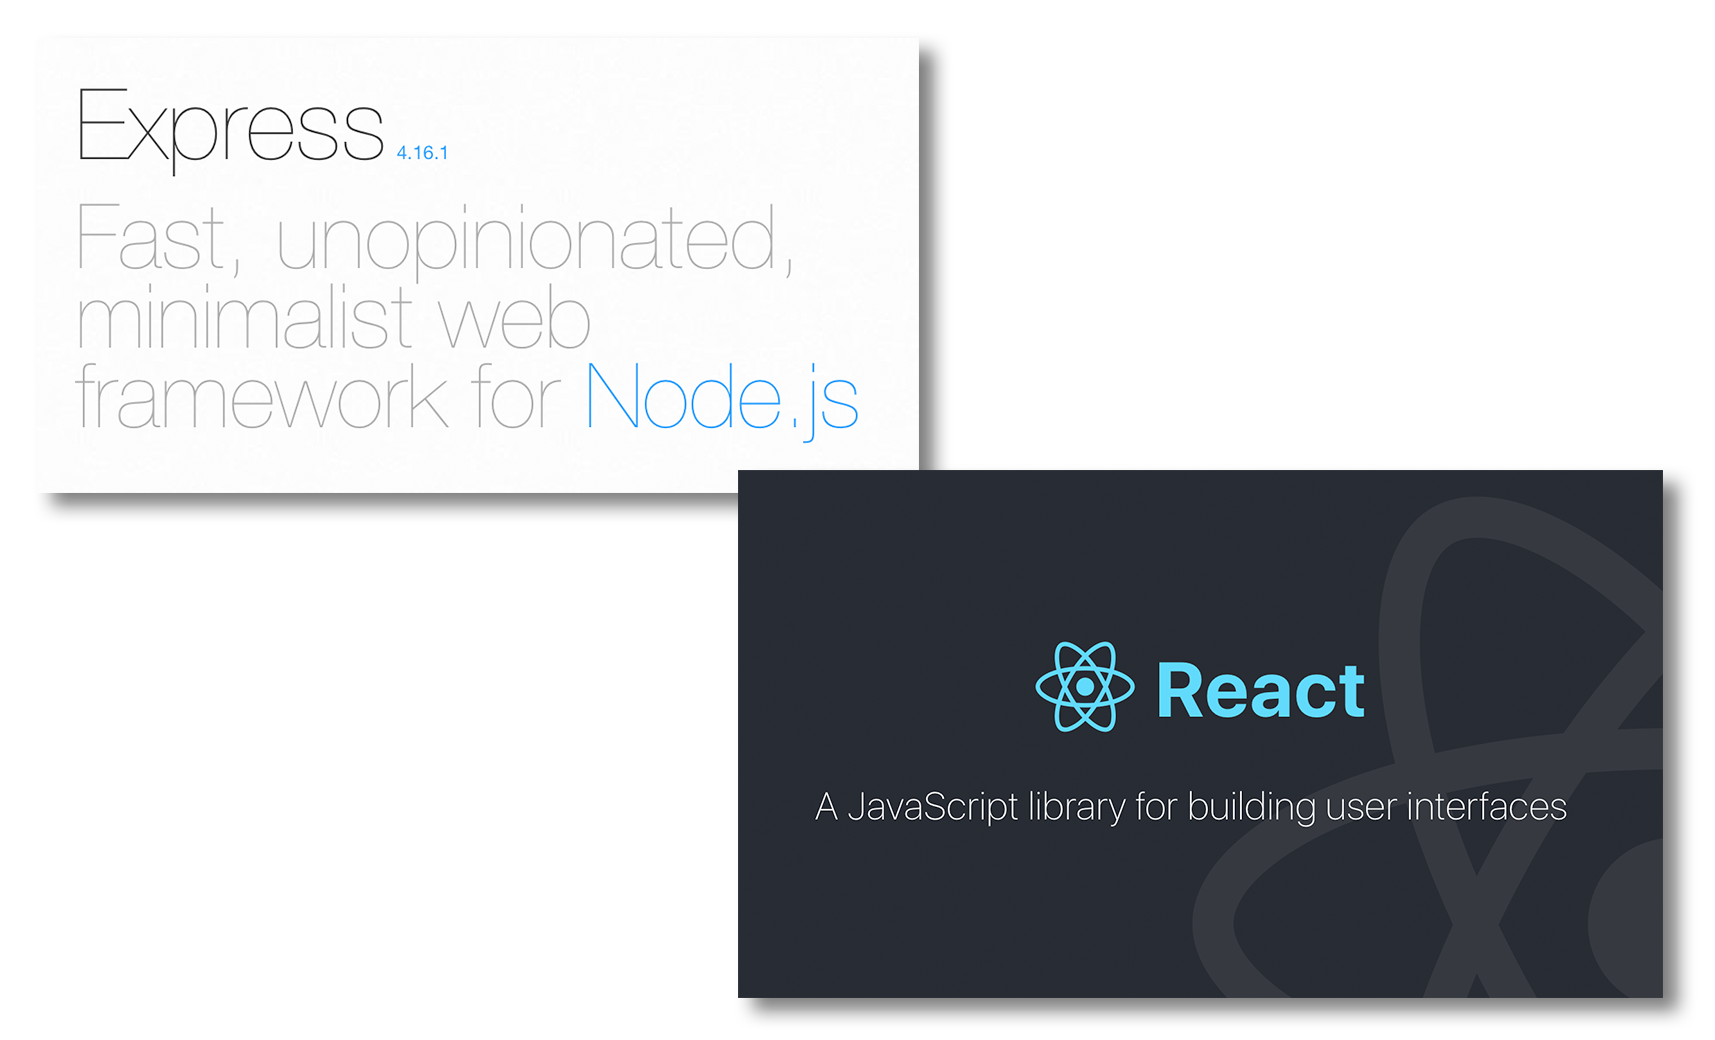 Express 4.16.1
Fast, unopinionated,
minimalist web
framework for Node.js
React
A JavaScript library for building user interfaces